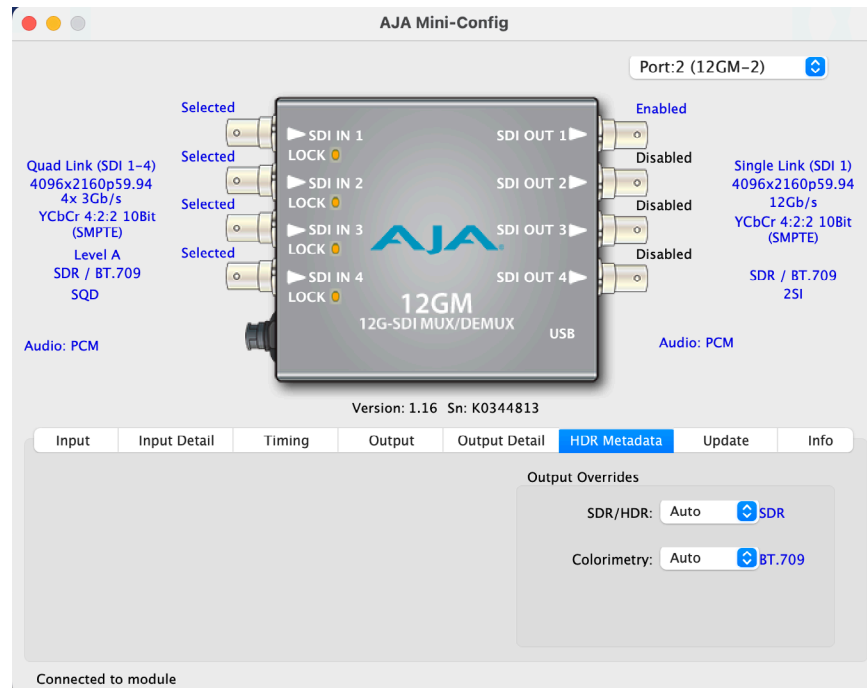 AJA Mini-Config
Port:2 (12GM-2)
Selected
Selected
Selected
Selected
Quad Link (SDI 1-4)
4096x2160p59.94
4x 3Gb/s
YCbCr 4:2:2 10Bit
(SMPTE)
Level A
SDR / BT.709
SQD
Audio: PCM
SDI IN 1
LOCK
SDI IN 2
LOCK
SDI IN 3
LOCK
SDI IN 4
LOCK
AJA
12GM
12G-SDI MUX/DEMUX
USB
SDI OUT 1
SDI OUT 2
SDI OUT 3
SDI OUT 4
Enabled
Disabled
Disabled
Disabled
Single Link (SDI 1)
4096x2160p59.94
12Gb/s
YCbCr 4:2:2 10Bit
(SMPTE)
SDR / BT.709
2SI
Audio: PCM
Version: 1.16 Sn: K0344813
Input Input Detail Timing Output Output Detail HDR Metadata Update Info
Output Overrides
SDR/HDR: Auto SDR
Colorimetry: Auto BT.709
Connected to module